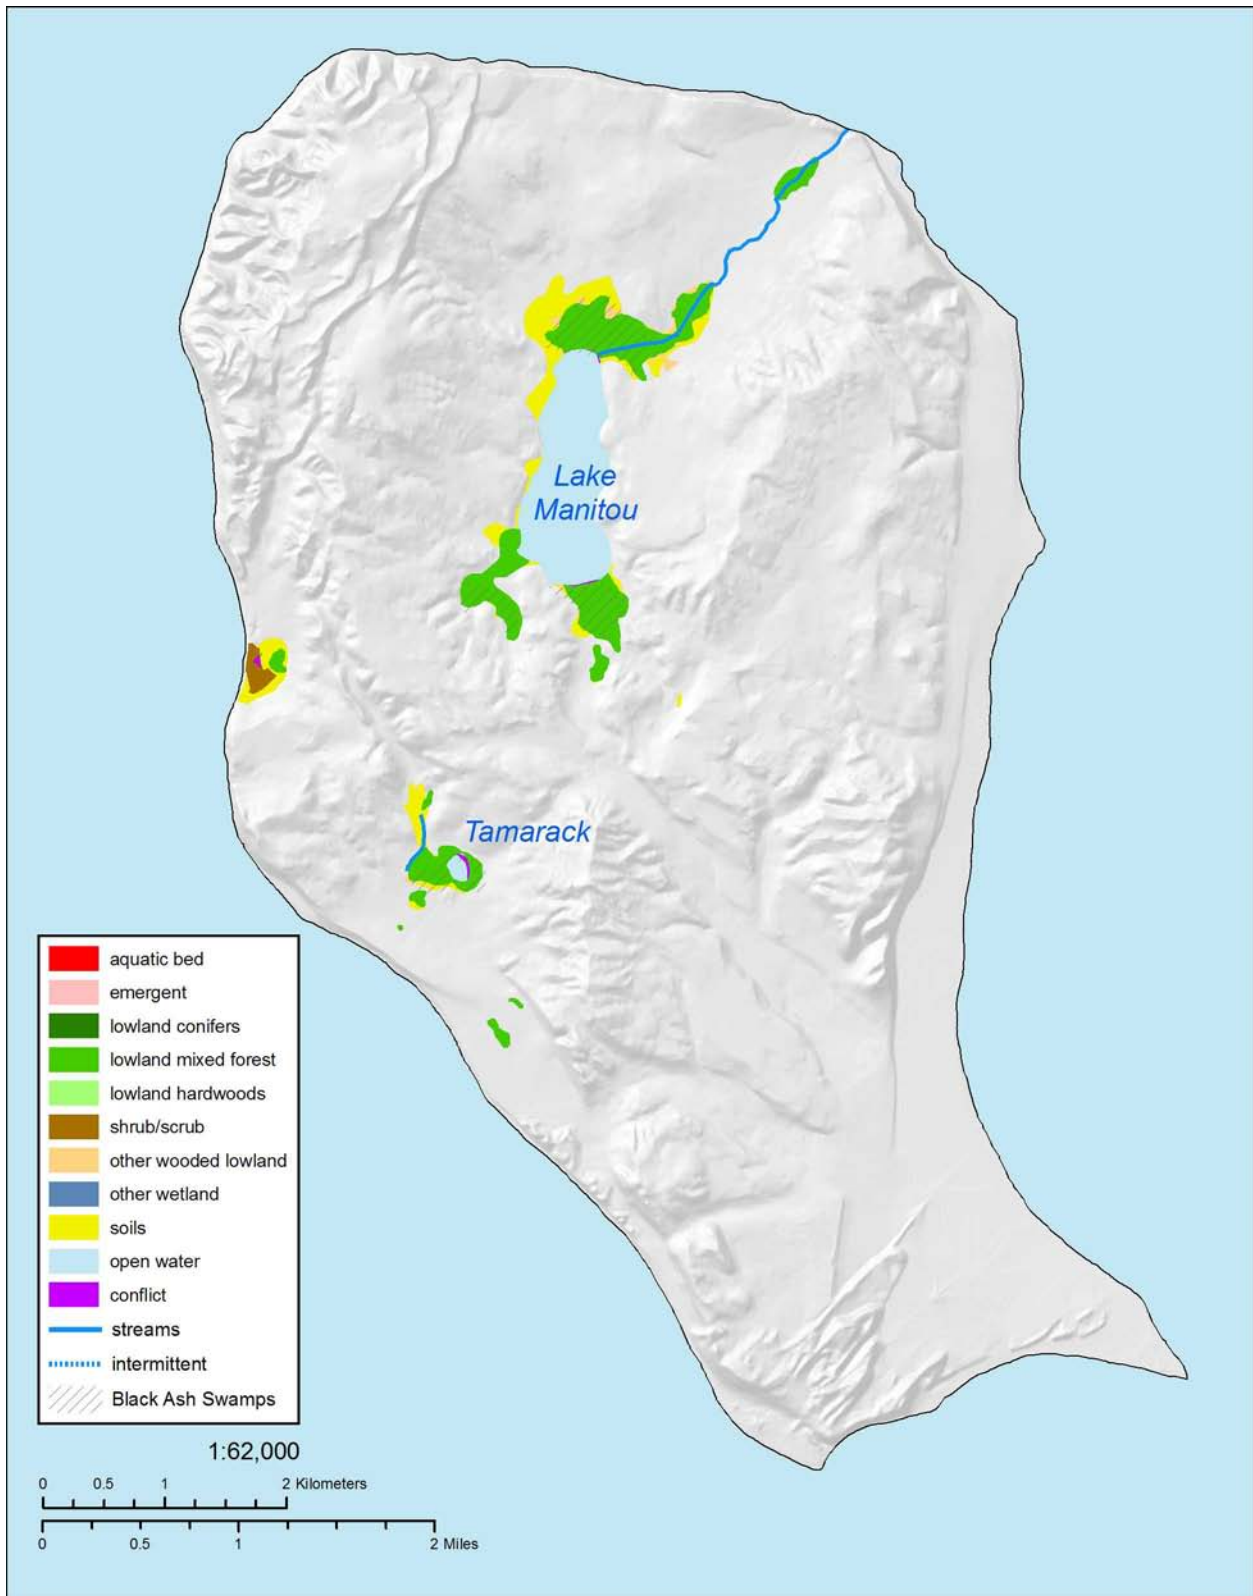 Lake
Manitou
Tamarack
aquatic bed
emergent
lowland conifers
lowland mixed forest
lowland hardwoods
shrub/scrub
other wooded lowland
other wetland
soils
open water
conflict
streams
intermittent
Black Ash Swamps
1:62,000
0 0.5 1 2 Kilometers
0 0.5 1 2 Miles